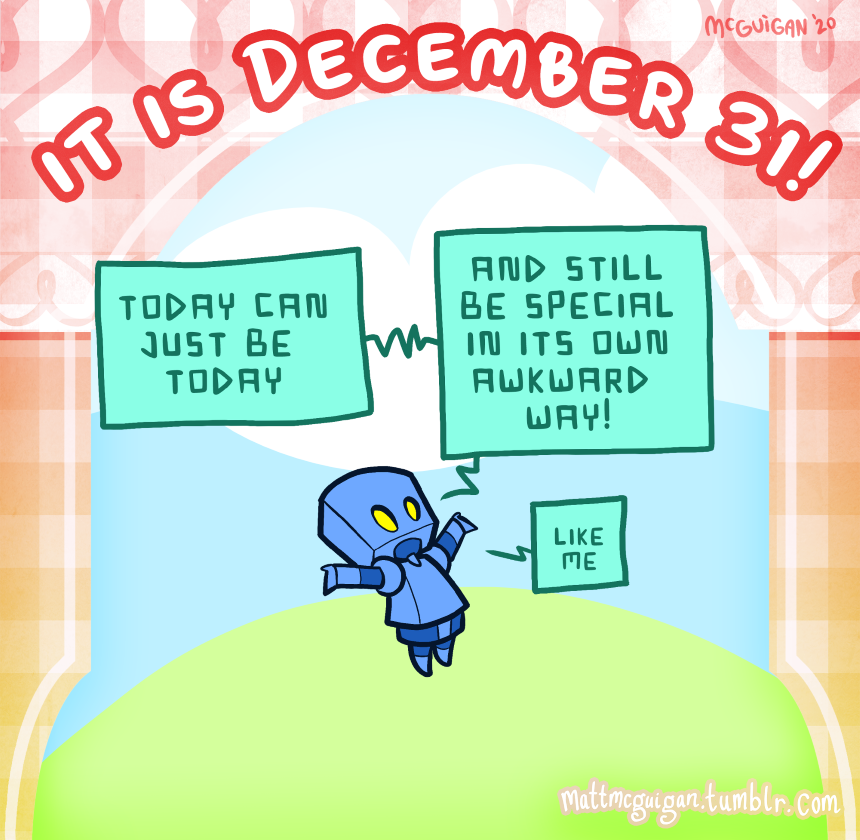 McGUiGAN '20
IT IS DECEMBER 31!
TODAY CAN
JUST BE
TODAY
AND STILL
BE SPECIAL
IN ITS OWN
AWKWARD
WAY!
LIKE
ME
mattmcguigan.tumblr.com